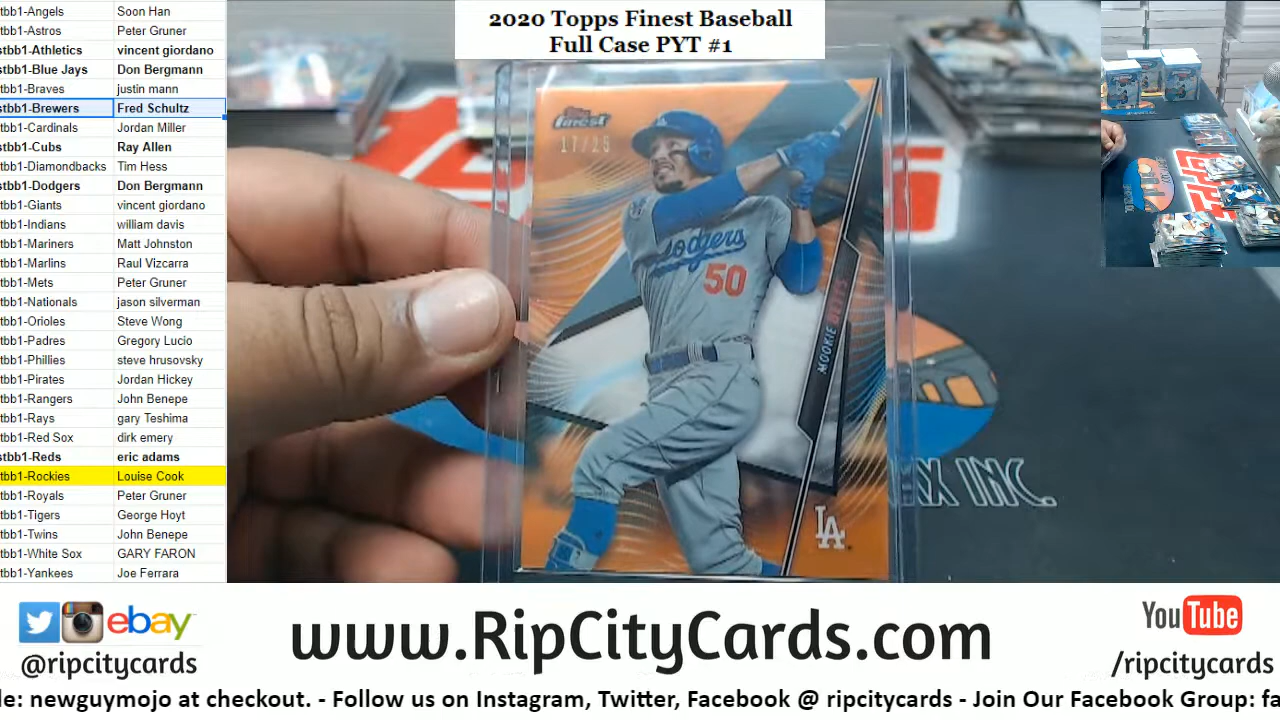 2020 Topps Finest Baseball
Full Case PYT #1
tbb1-Angels Soon Han
tbb1-Astros Peter Gruner
stbb1-Athletics vincent giordano
stbb1-Blue Jays Don Bergmann
tbb1-Braves justin mann
stbb1-Brewers Fred Schultz
tbb1-Cardinals Jordan Miller
stbb1-Cubs Ray Allen
tbb1-Diamondbacks Tim Hess
stbb1-Dodgers Don Bergmann
tbb1-Giants vincent giordano
tbb1-Indians william davis
tbb1-Mariners Matt Johnston
tbb1-Marlins Raul Vizcarra
tbb1-Mets Peter Gruner
tbb1-Nationals jason silverman
tbb1-Orioles Steve Wong
tbb1-Padres Gregory Lucio
tbb1-Phillies steve hrusovsky
tbb1-Pirates Jordan Hickey
tbb1-Rangers John Benepe
tbb1-Rays gary Teshima
tbb1-Red Sox dirk emery
stbb1-Reds eric adams
tbb1-Rockies Louise Cook
tbb1-Royals Peter Gruner
tbb1-Tigers George Hoyt
tbb1-Twins John Benepe
tbb1-White Sox GARY FARON
tbb1-Yankees Joe Ferrara
Finest
17/25
Dodgers
50
MOOKIE BETTS
LA
X INC.
ebay
@ripcitycards
www.RipCityCards.com
YouTube
/ripcitycards
le: newguymojo at checkout. - Follow us on Instagram, Twitter, Facebook @ ripcitycards - Join Our Facebook Group: fa